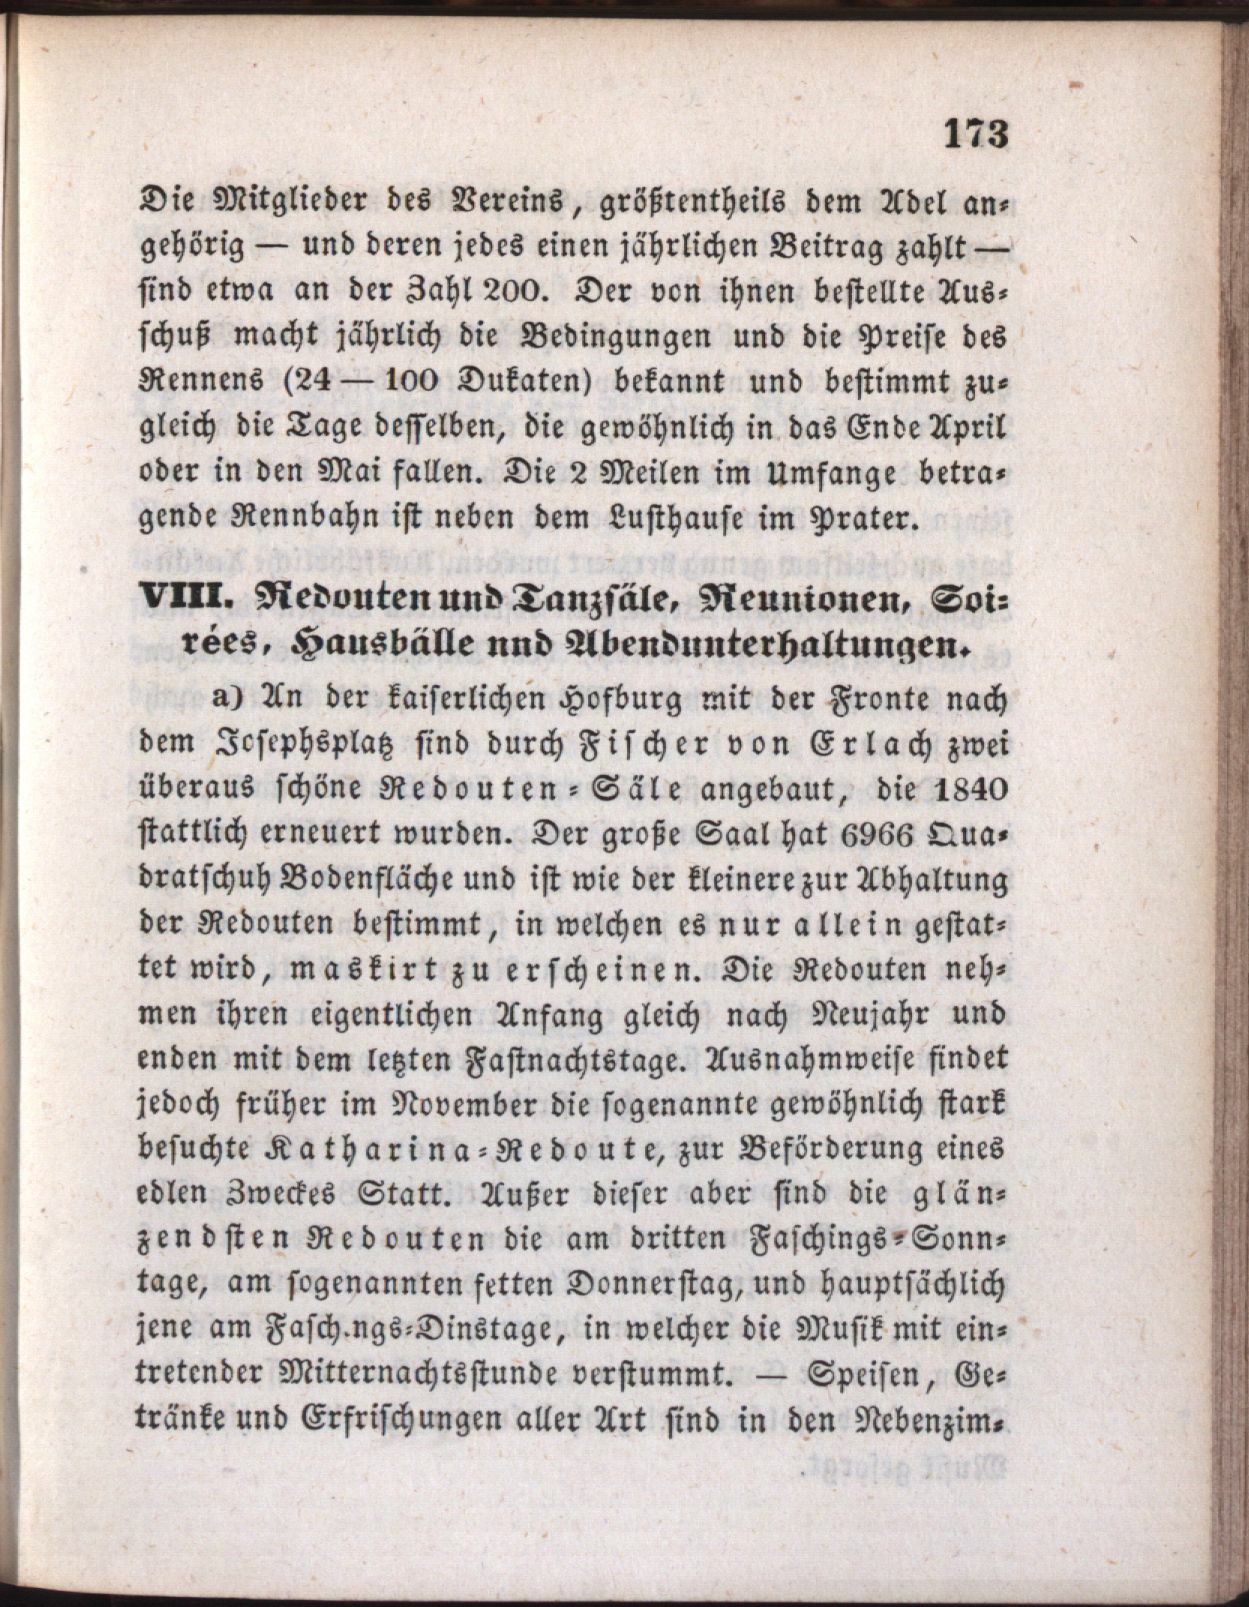 173
Die Mitglieder des Vereins, größtentheils dem Adel an-
gehörig — und deren jedes einen jährlichen Beitrag zahlt —
sind etwa an der Zahl 200. Der von ihnen bestellte Aus-
schuß macht jährlich die Bedingungen und die Preise des
Rennens (24 — 100 Dukaten) bekannt und bestimmt zu-
gleich die Tage desselben, die gewöhnlich in das Ende April
oder in den Mai fallen. Die 2 Meilen im Umfange betra-
gende Rennbahn ist neben dem Lusthause im Prater.
VIII. Redouten und Tanzsäle, Reunionen, Soi-
rées, Hausbälle nnd Abendunterhaltungen.
a) An der kaiserlichen Hofburg mit der Fronte nach
dem Josephsplatz sind durch Fischer von Erlach zwei
überaus schöne Redouten-Säle angebaut, die 1840
stattlich erneuert wurden. Der große Saal hat 6966 Qua-
dratschuh Bodenfläche und ist wie der kleinere zur Abhaltung
der Redouten bestimmt, in welchen es nur allein gestat-
tet wird, maskirt zu erscheinen. Die Redouten neh-
men ihren eigentlichen Anfang gleich nach Neujahr und
enden mit dem letzten Fastnachtstage. Ausnahmweise findet
jedoch früher im November die sogenannte gewöhnlich stark
besuchte Katharina-Redoute, zur Beförderung eines
edlen Zweckes Statt. Außer dieser aber sind die glän-
zendsten Redouten die am dritten Faschings-Sonn-
tage, am sogenannten fetten Donnerstag, und hauptsächlich
jene am Fasch.ngs-Dinstage, in welcher die Musik mit ein-
tretender Mitternachtsstunde verstummt. — Speisen, Ge-
tränke und Erfrischungen aller Art sind in den Nebenzim-